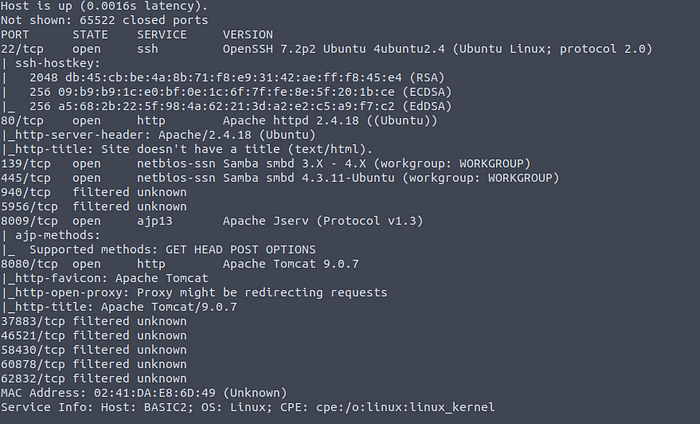 Host is up (0.0016s latency).
Not shown: 65522 closed ports
PORT      STATE    SERVICE     VERSION
22/tcp    open     ssh         OpenSSH 7.2p2 Ubuntu 4ubuntu2.4 (Ubuntu Linux; protocol 2.0)
| ssh-hostkey:
|   2048 db:45:cb:be:4a:8b:71:f8:e9:31:42:ae:ff:f8:45:e4 (RSA)
|   256 09:b9:b9:1c:e0:bf:0e:1c:6f:7f:fe:8e:5f:20:1b:ce (ECDSA)
|_  256 a5:68:2b:22:5f:98:4a:62:21:3d:a2:e2:c5:a9:f7:c2 (EdDSA)
80/tcp    open     http        Apache httpd 2.4.18 ((Ubuntu))
|_http-server-header: Apache/2.4.18 (Ubuntu)
|_http-title: Site doesn't have a title (text/html).
139/tcp   open     netbios-ssn Samba smbd 3.X - 4.X (workgroup: WORKGROUP)
445/tcp   open     netbios-ssn Samba smbd 4.3.11-Ubuntu (workgroup: WORKGROUP)
940/tcp   filtered unknown
5956/tcp  filtered unknown
8009/tcp  open     ajp13       Apache Jserv (Protocol v1.3)
| ajp-methods:
|_  Supported methods: GET HEAD POST OPTIONS
8080/tcp  open     http        Apache Tomcat 9.0.7
|_http-favicon: Apache Tomcat
|_http-open-proxy: Proxy might be redirecting requests
|_http-title: Apache Tomcat/9.0.7
37883/tcp filtered unknown
46521/tcp filtered unknown
58430/tcp filtered unknown
60878/tcp filtered unknown
62832/tcp filtered unknown
MAC Address: 02:41:DA:E8:6D:49 (Unknown)
Service Info: Host: BASIC2; OS: Linux; CPE: cpe:/o:linux:linux_kernel